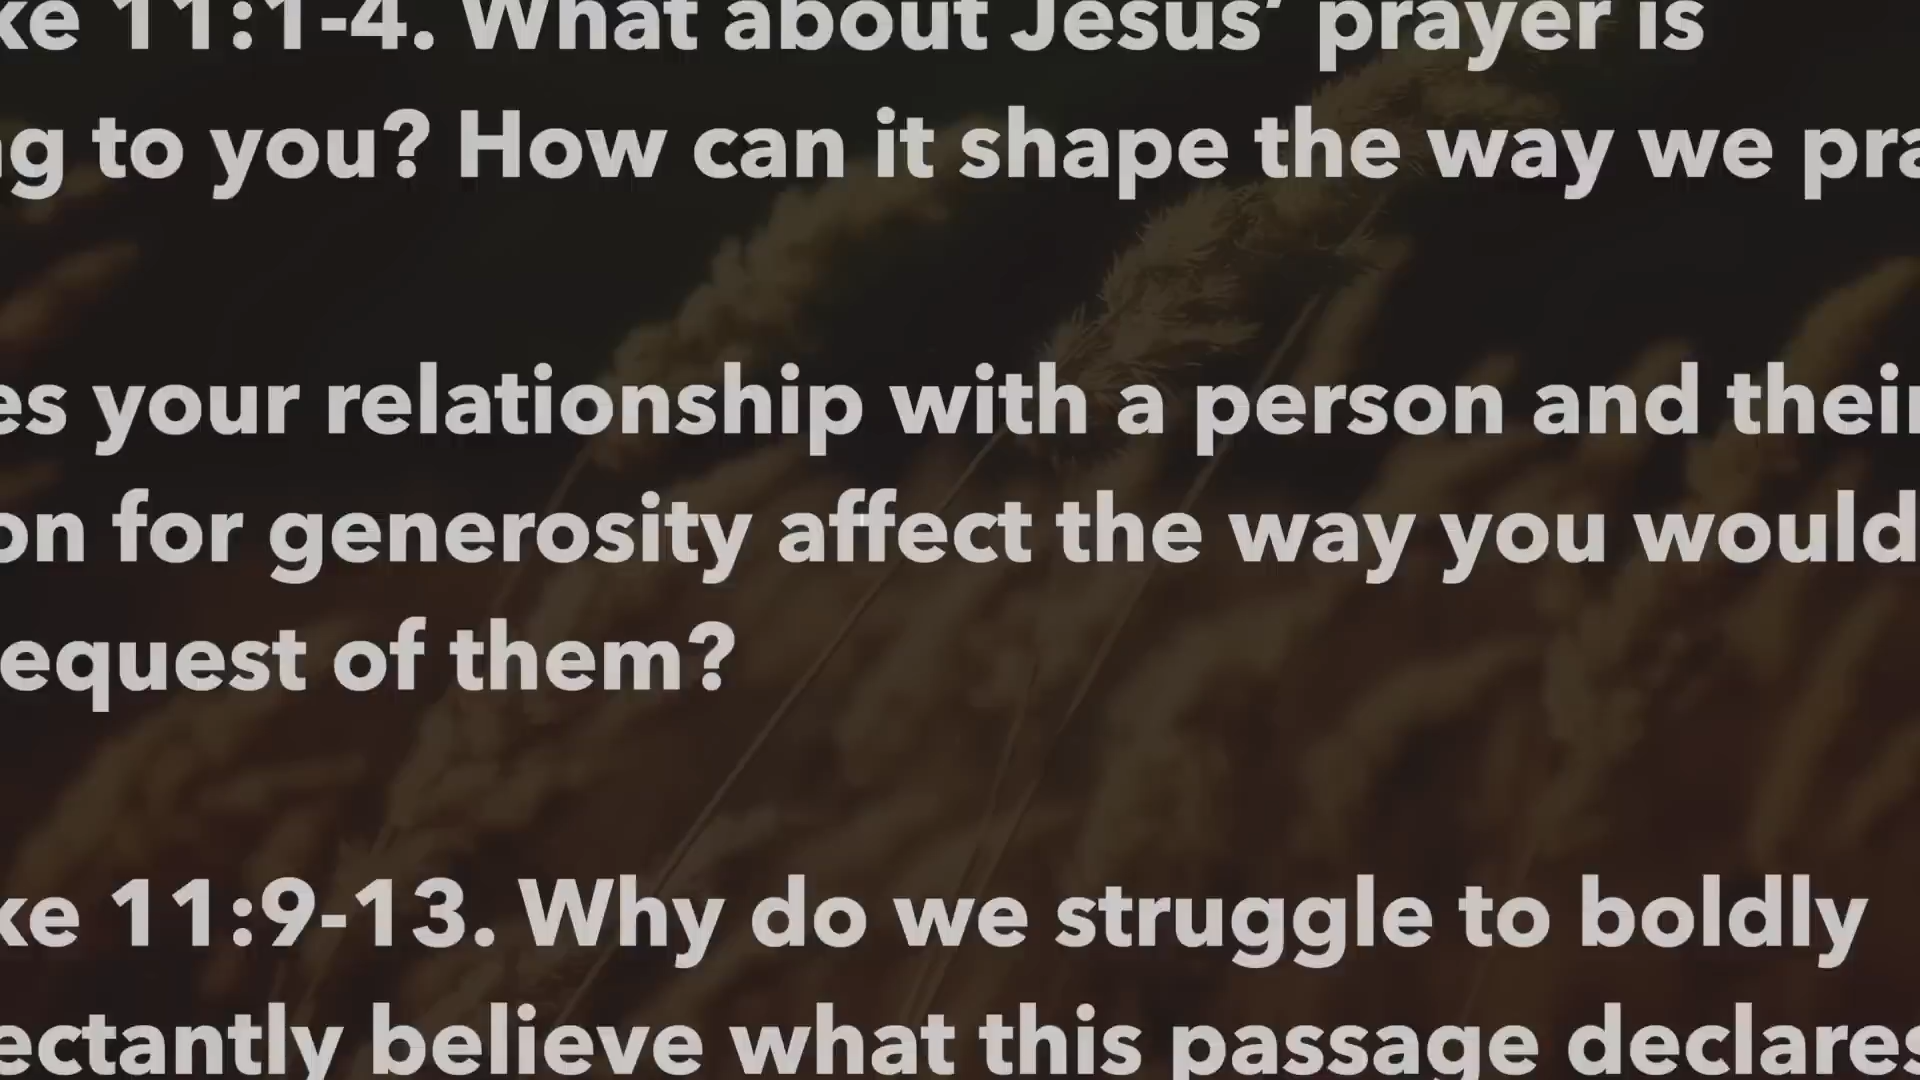 ke 11:1-4. What about Jesus’ prayer is
ng to you? How can it shape the way we pra
es your relationship with a person and their
on for generosity affect the way you would
equest of them?
ke 11:9-13. Why do we struggle to boldly
ectantly believe what this passage declares